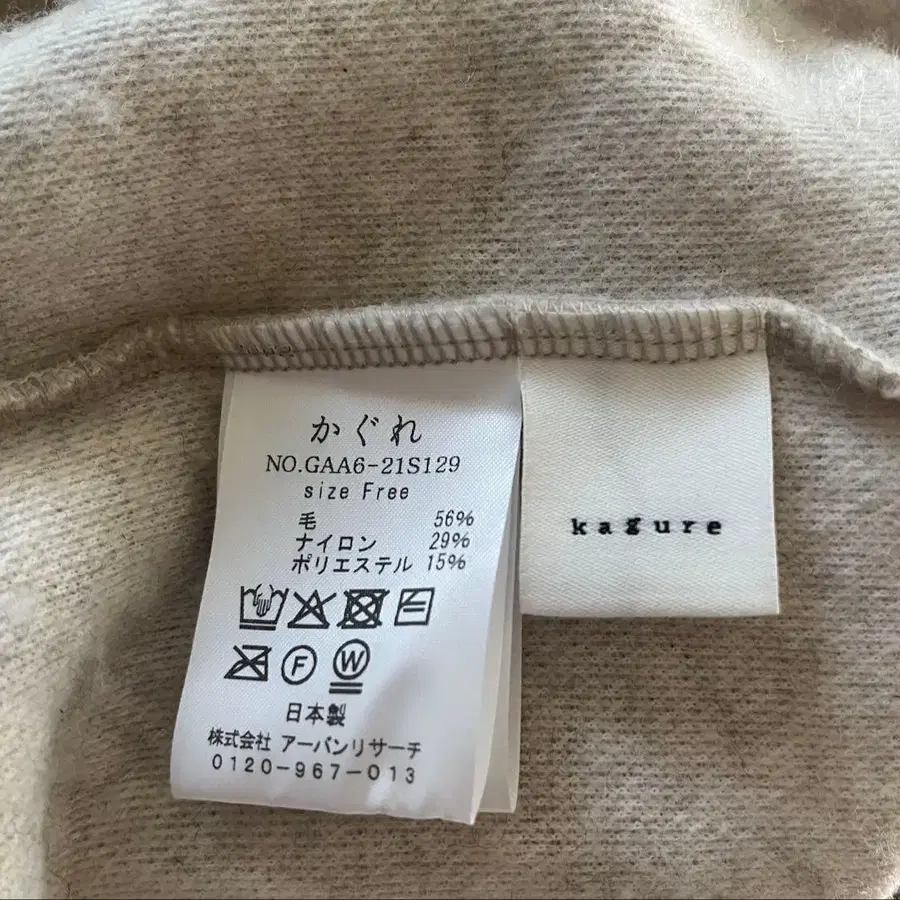 かぐれ
NO.GAA6-21S129
size Free
毛 56%
ナイロン 29%
ポリエステル 15%
F W
日本製
株式会社 アーバンリサーチ
0120-967-013
kagure